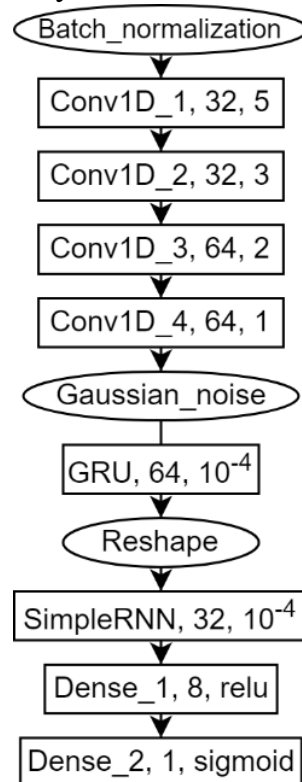 Batch_normalization
Conv1D_1, 32, 5
Conv1D_2, 32, 3
Conv1D_3, 64, 2
Conv1D_4, 64, 1
Gaussian_noise
GRU, 64, 10⁻⁴
Reshape
SimpleRNN, 32, 10⁻⁴
Dense_1, 8, relu
Dense_2, 1, sigmoid